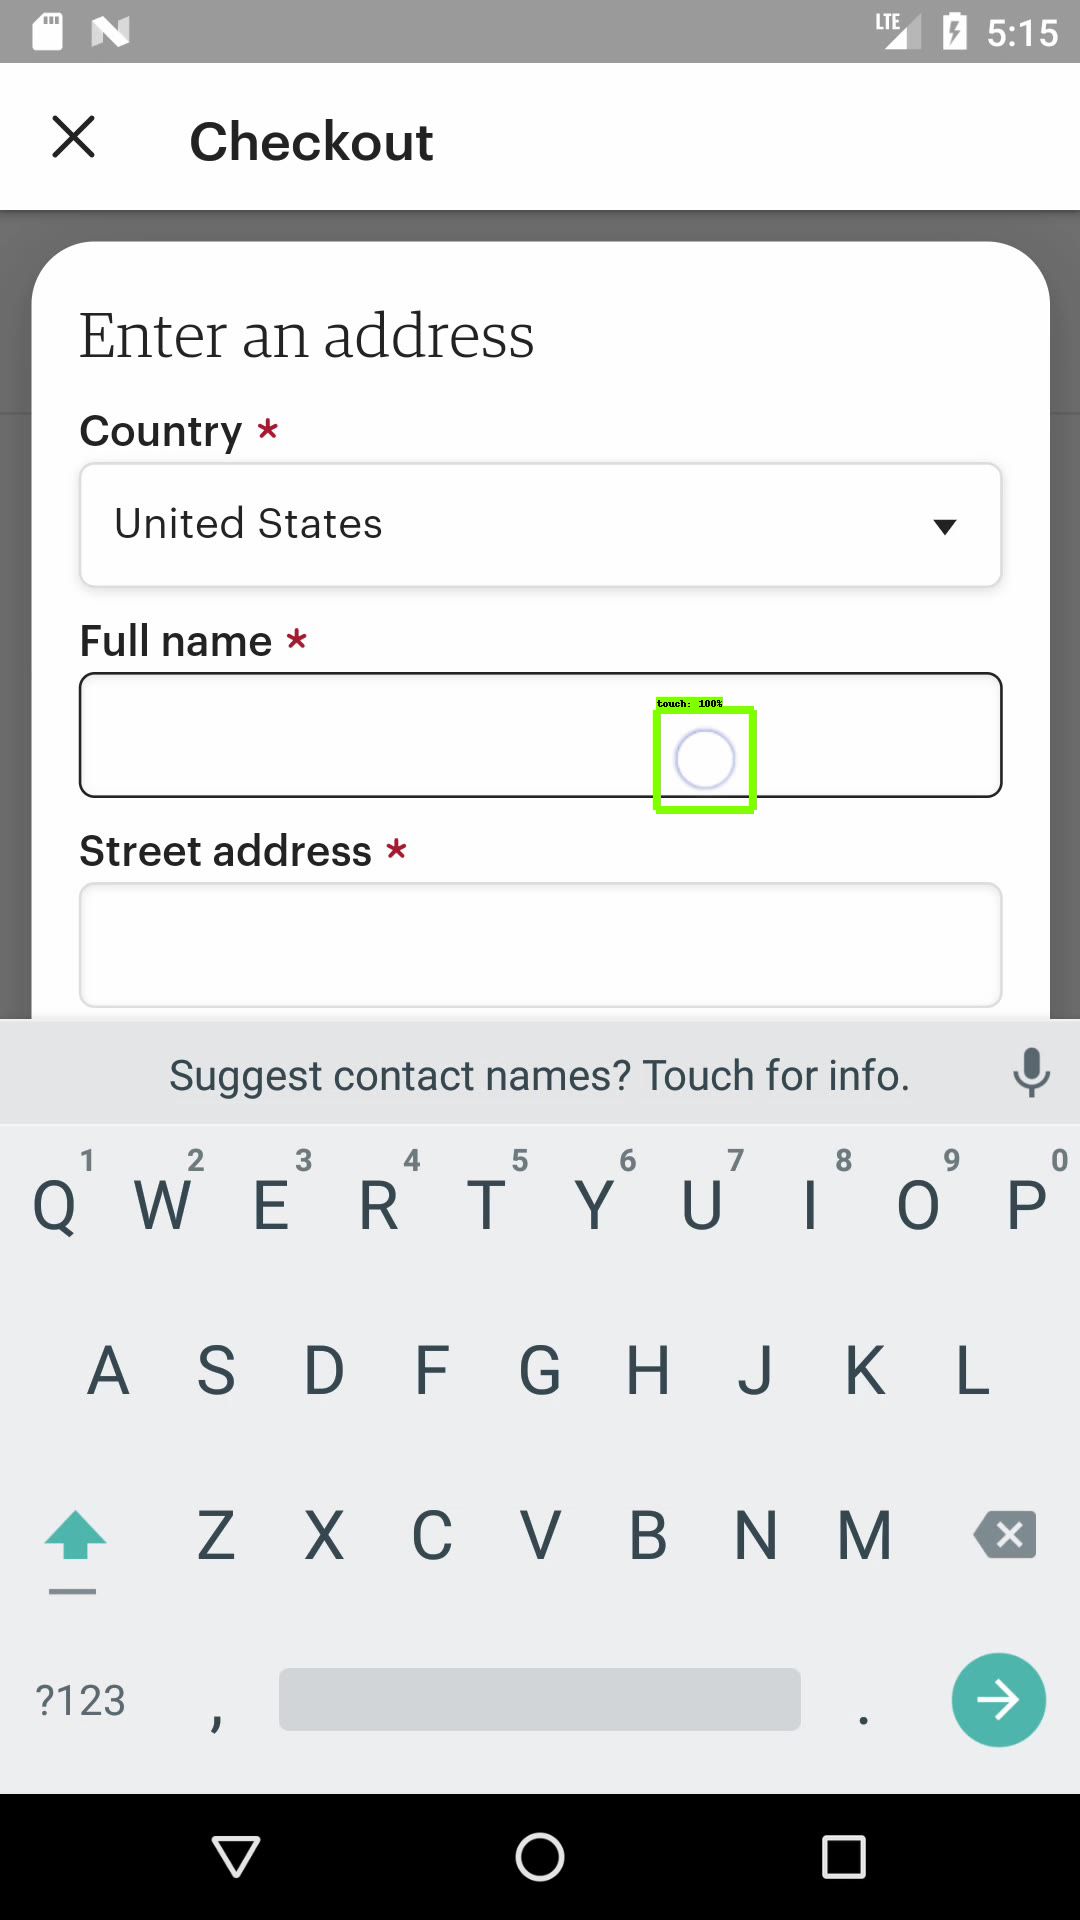 LTE 5:15
Checkout
Enter an address
Country *
United States
Full name *
touch: 100%
Street address *
Suggest contact names? Touch for info.
1 2 3 4 5 6 7 8 9 0
Q W E R T Y U I O P
A S D F G H J K L
Z X C V B N M
?123 , .